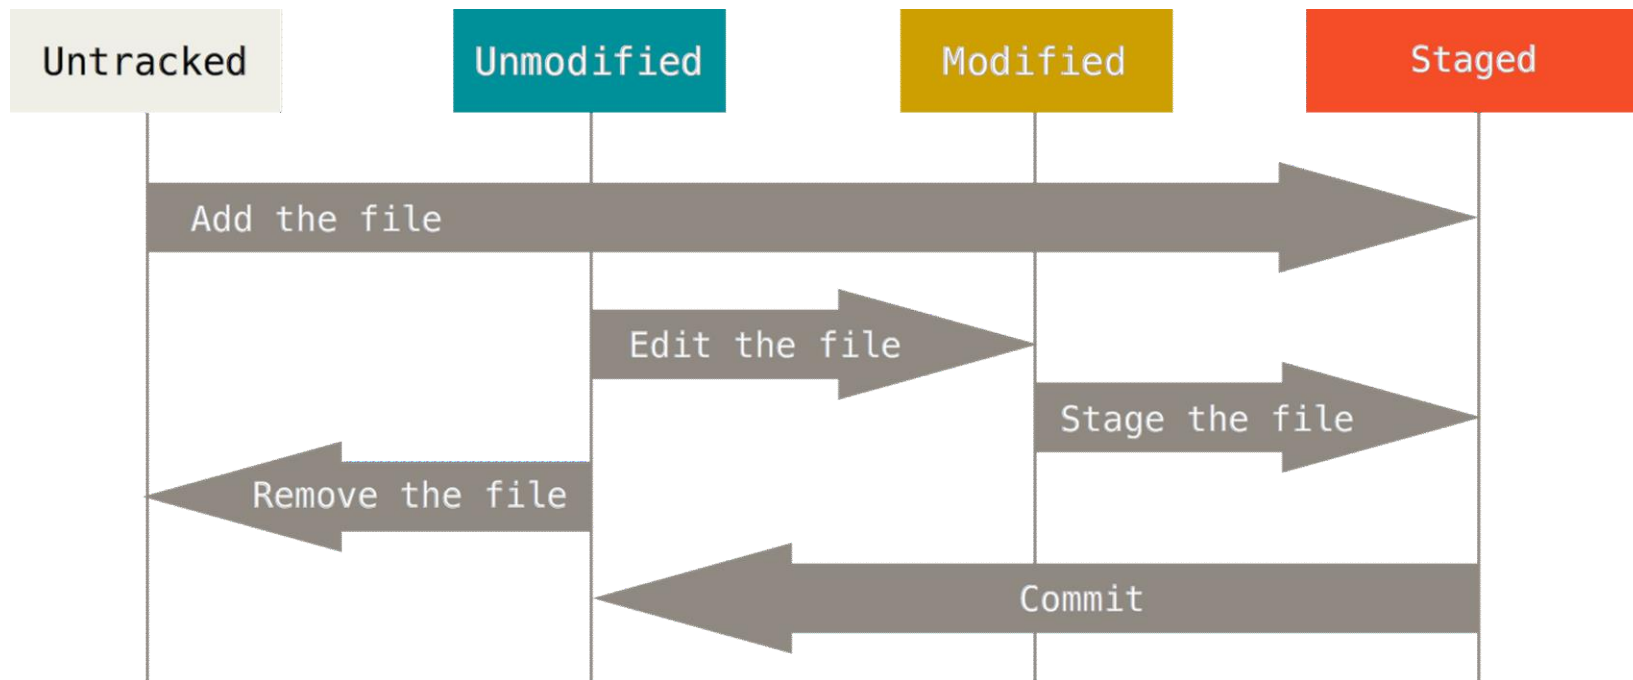 Untracked
Unmodified
Modified
Staged
Add the file
Edit the file
Stage the file
Remove the file
Commit